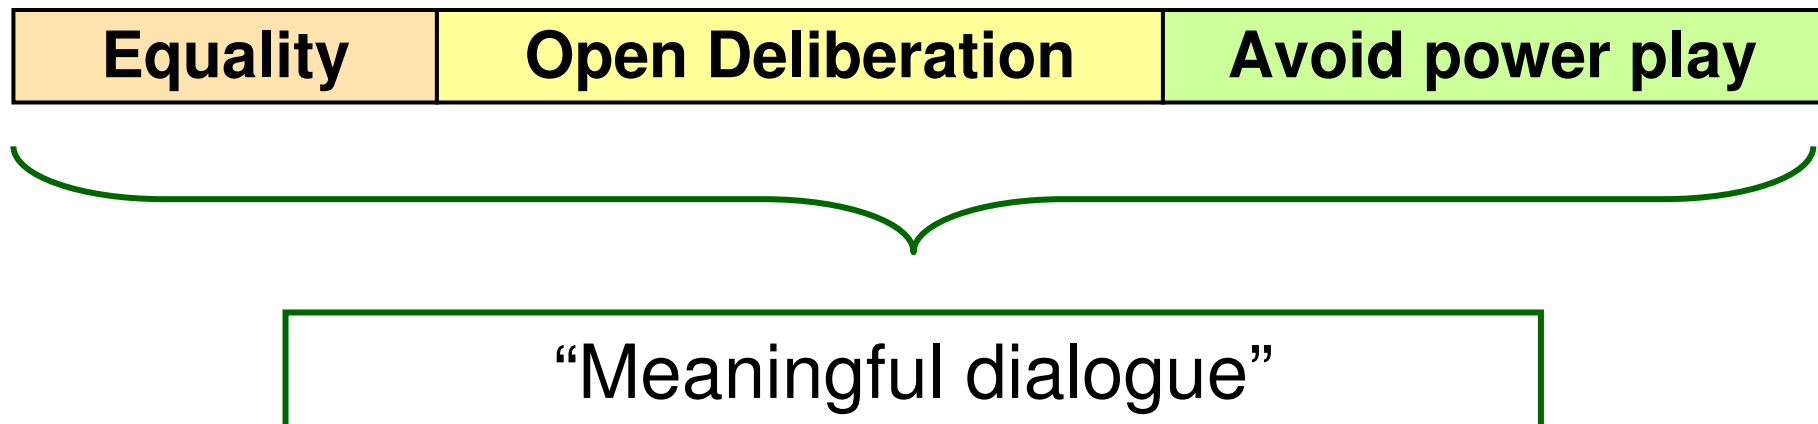 Equality Open Deliberation Avoid power play
“Meaningful dialogue”